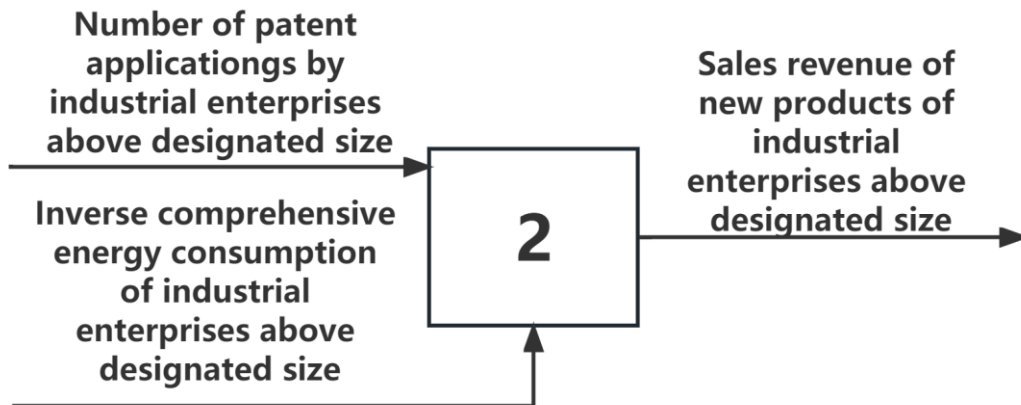 Number of patent
applicationgs by
industrial enterprises
above designated size
Inverse comprehensive
energy consumption
of industrial
enterprises above
designated size
2
Sales revenue of
new products of
industrial
enterprises above
designated size